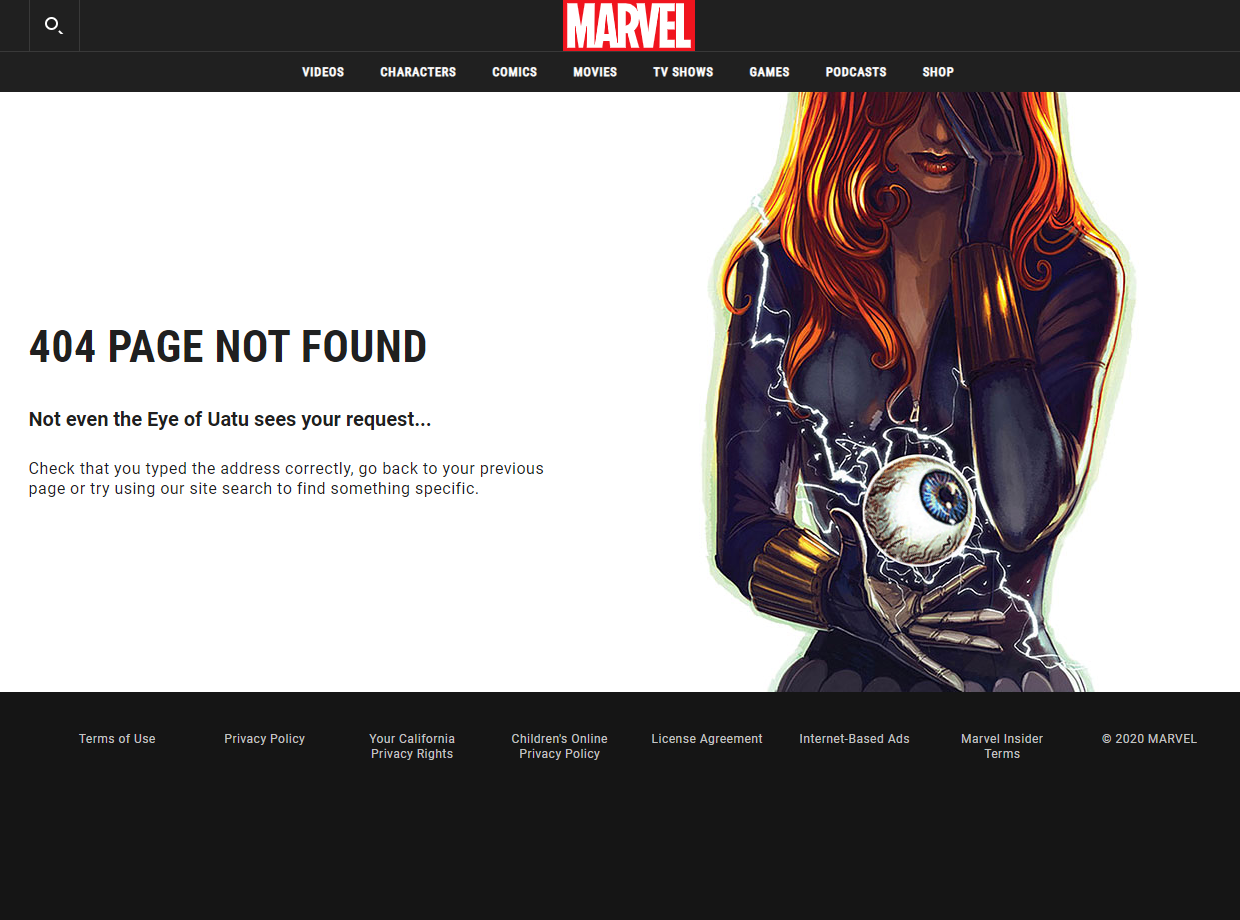 MARVEL
VIDEOS CHARACTERS COMICS MOVIES TV SHOWS GAMES PODCASTS SHOP
404 PAGE NOT FOUND
Not even the Eye of Uatu sees your request...
Check that you typed the address correctly, go back to your previous
page or try using our site search to find something specific.
Terms of Use
Privacy Policy
Your California
Privacy Rights
Children's Online
Privacy Policy
License Agreement
Internet-Based Ads
Marvel Insider
Terms
© 2020 MARVEL